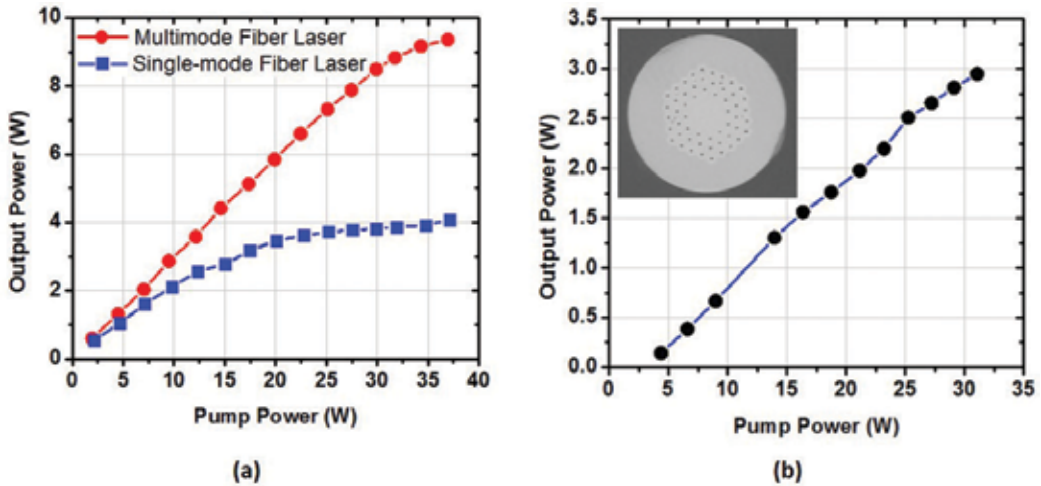 Multimode Fiber Laser
Single-mode Fiber Laser
Output Power (W)
10
8
6
4
2
0
0 5 10 15 20 25 30 35 40
Pump Power (W)
(a)
Output Power (W)
3.5
3.0
2.5
2.0
1.5
1.0
0.5
0.0
0 5 10 15 20 25 30 35
Pump Power (W)
(b)